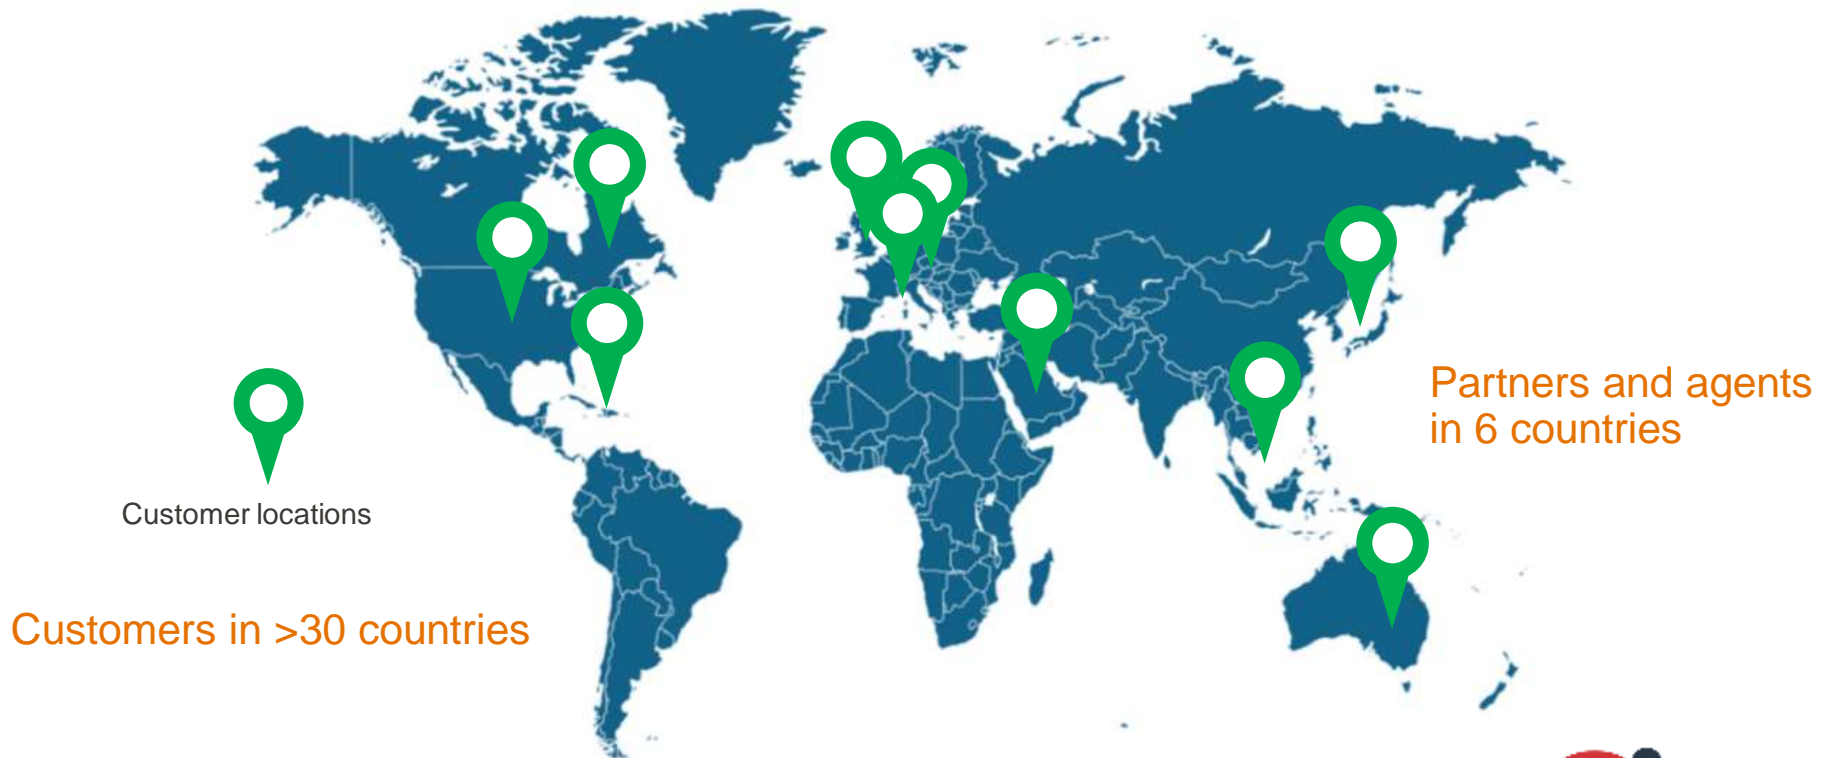 Partners and agents
in 6 countries
Customer locations
Customers in >30 countries